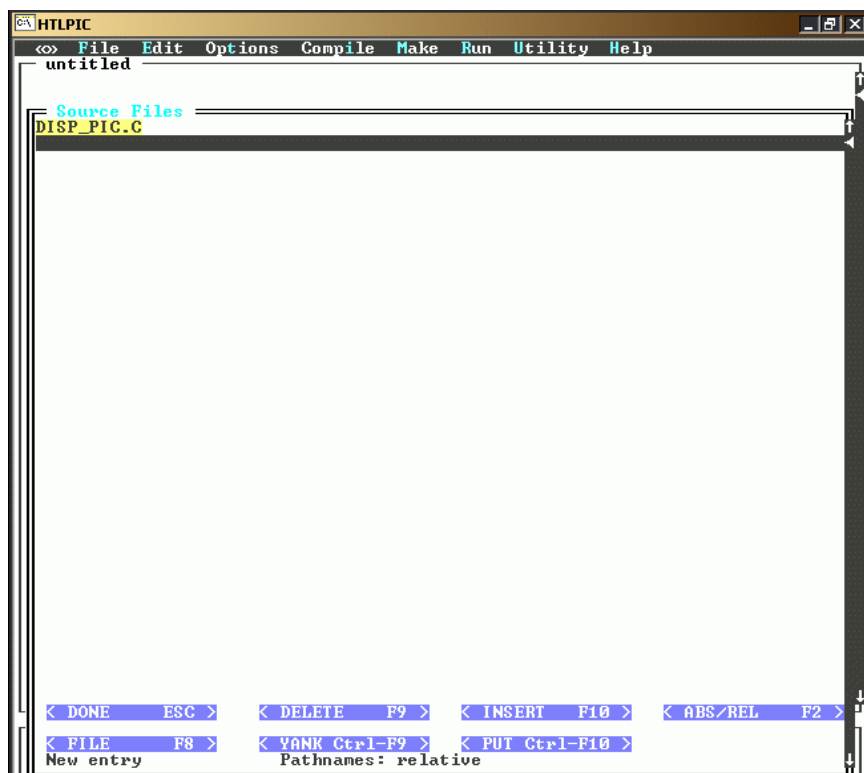 HTLPIC
<<>> File Edit Options Compile Make Run Utility Help
untitled
Source Files
DISP_PIC.C
< DONE ESC > < DELETE F9 > < INSERT F10 > < ABS/REL F2 >
< FILE F8 > < YANK Ctrl-F9 > < PUT Ctrl-F10 >
New entry Pathnames: relative